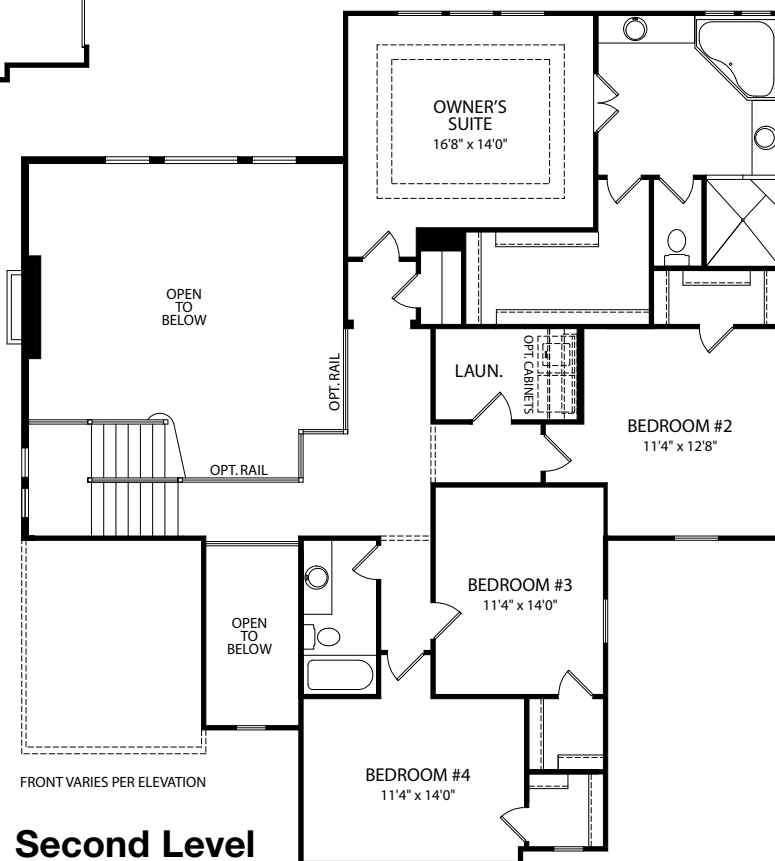 OWNER'S
SUITE
16'8" x 14'0"
OPEN
TO
BELOW
OPT. RAIL
LAUN.
OPT. CABINETS
BEDROOM #2
11'4" x 12'8"
OPT. RAIL
BEDROOM #3
11'4" x 14'0"
OPEN
TO
BELOW
FRONT VARIES PER ELEVATION
BEDROOM #4
11'4" x 14'0"
Second Level